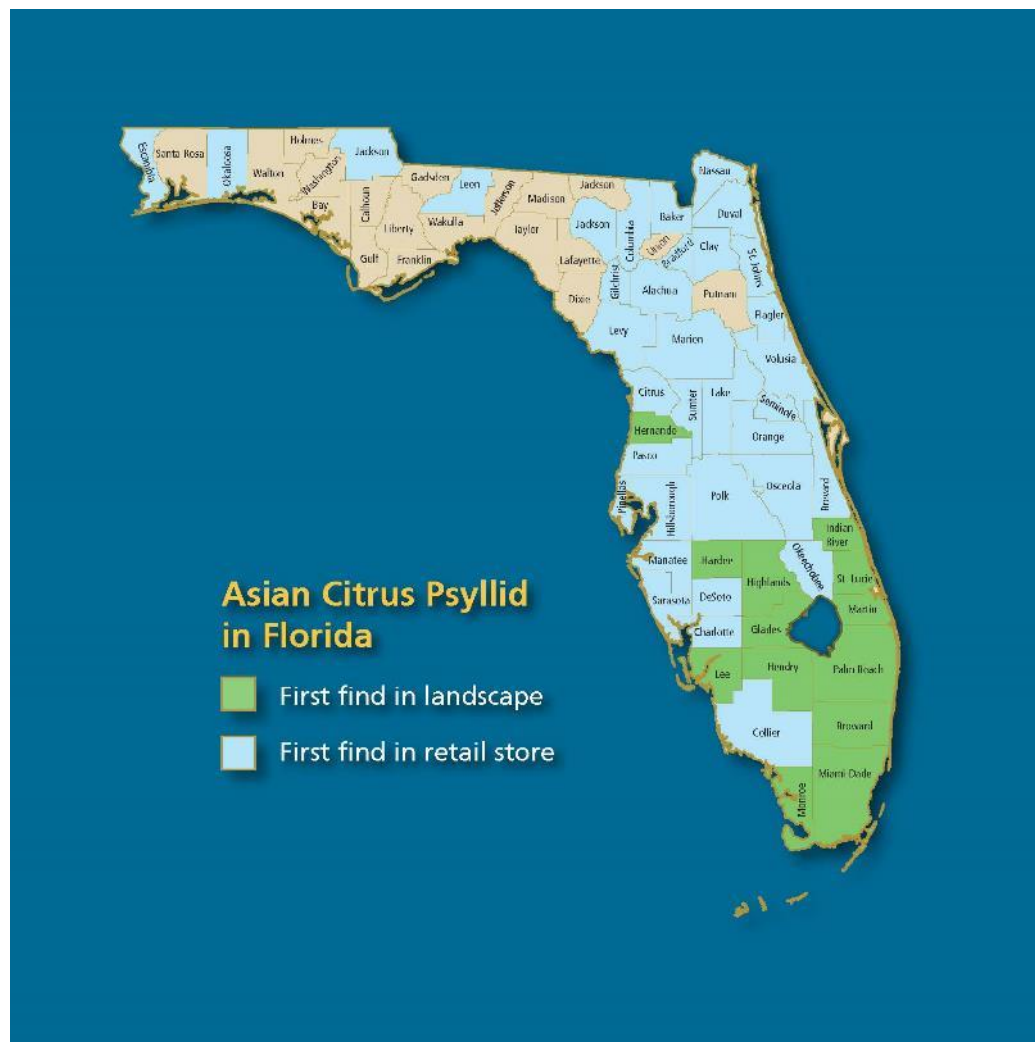 Escambia
Santa Rosa
Okaloosa
Walton
Holmes
Washington
Bay
Jackson
Calhoun
Gulf
Liberty
Gadsden
Franklin
Leon
Wakulla
Jefferson
Madison
Taylor
Jackson
Lafayette
Dixie
Jackson
Columbia
Gilchrist
Baker
Union
Bradford
Nassau
Duval
Clay
St. Johns
Alachua
Putnam
Flagler
Levy
Marion
Volusia
Citrus
Sumter
Lake
Seminole
Hernando
Orange
Pasco
Pinellas
Hillsborough
Polk
Osceola
Brevard
Indian
River
Manatee
Hardee
Highlands
Okeechobee
St. Lucie
Sarasota
DeSoto
Martin
Charlotte
Glades
Lee
Hendry
Palm Beach
Collier
Broward
Monroe
Miami Dade
Asian Citrus Psyllid
in Florida
First find in landscape
First find in retail store